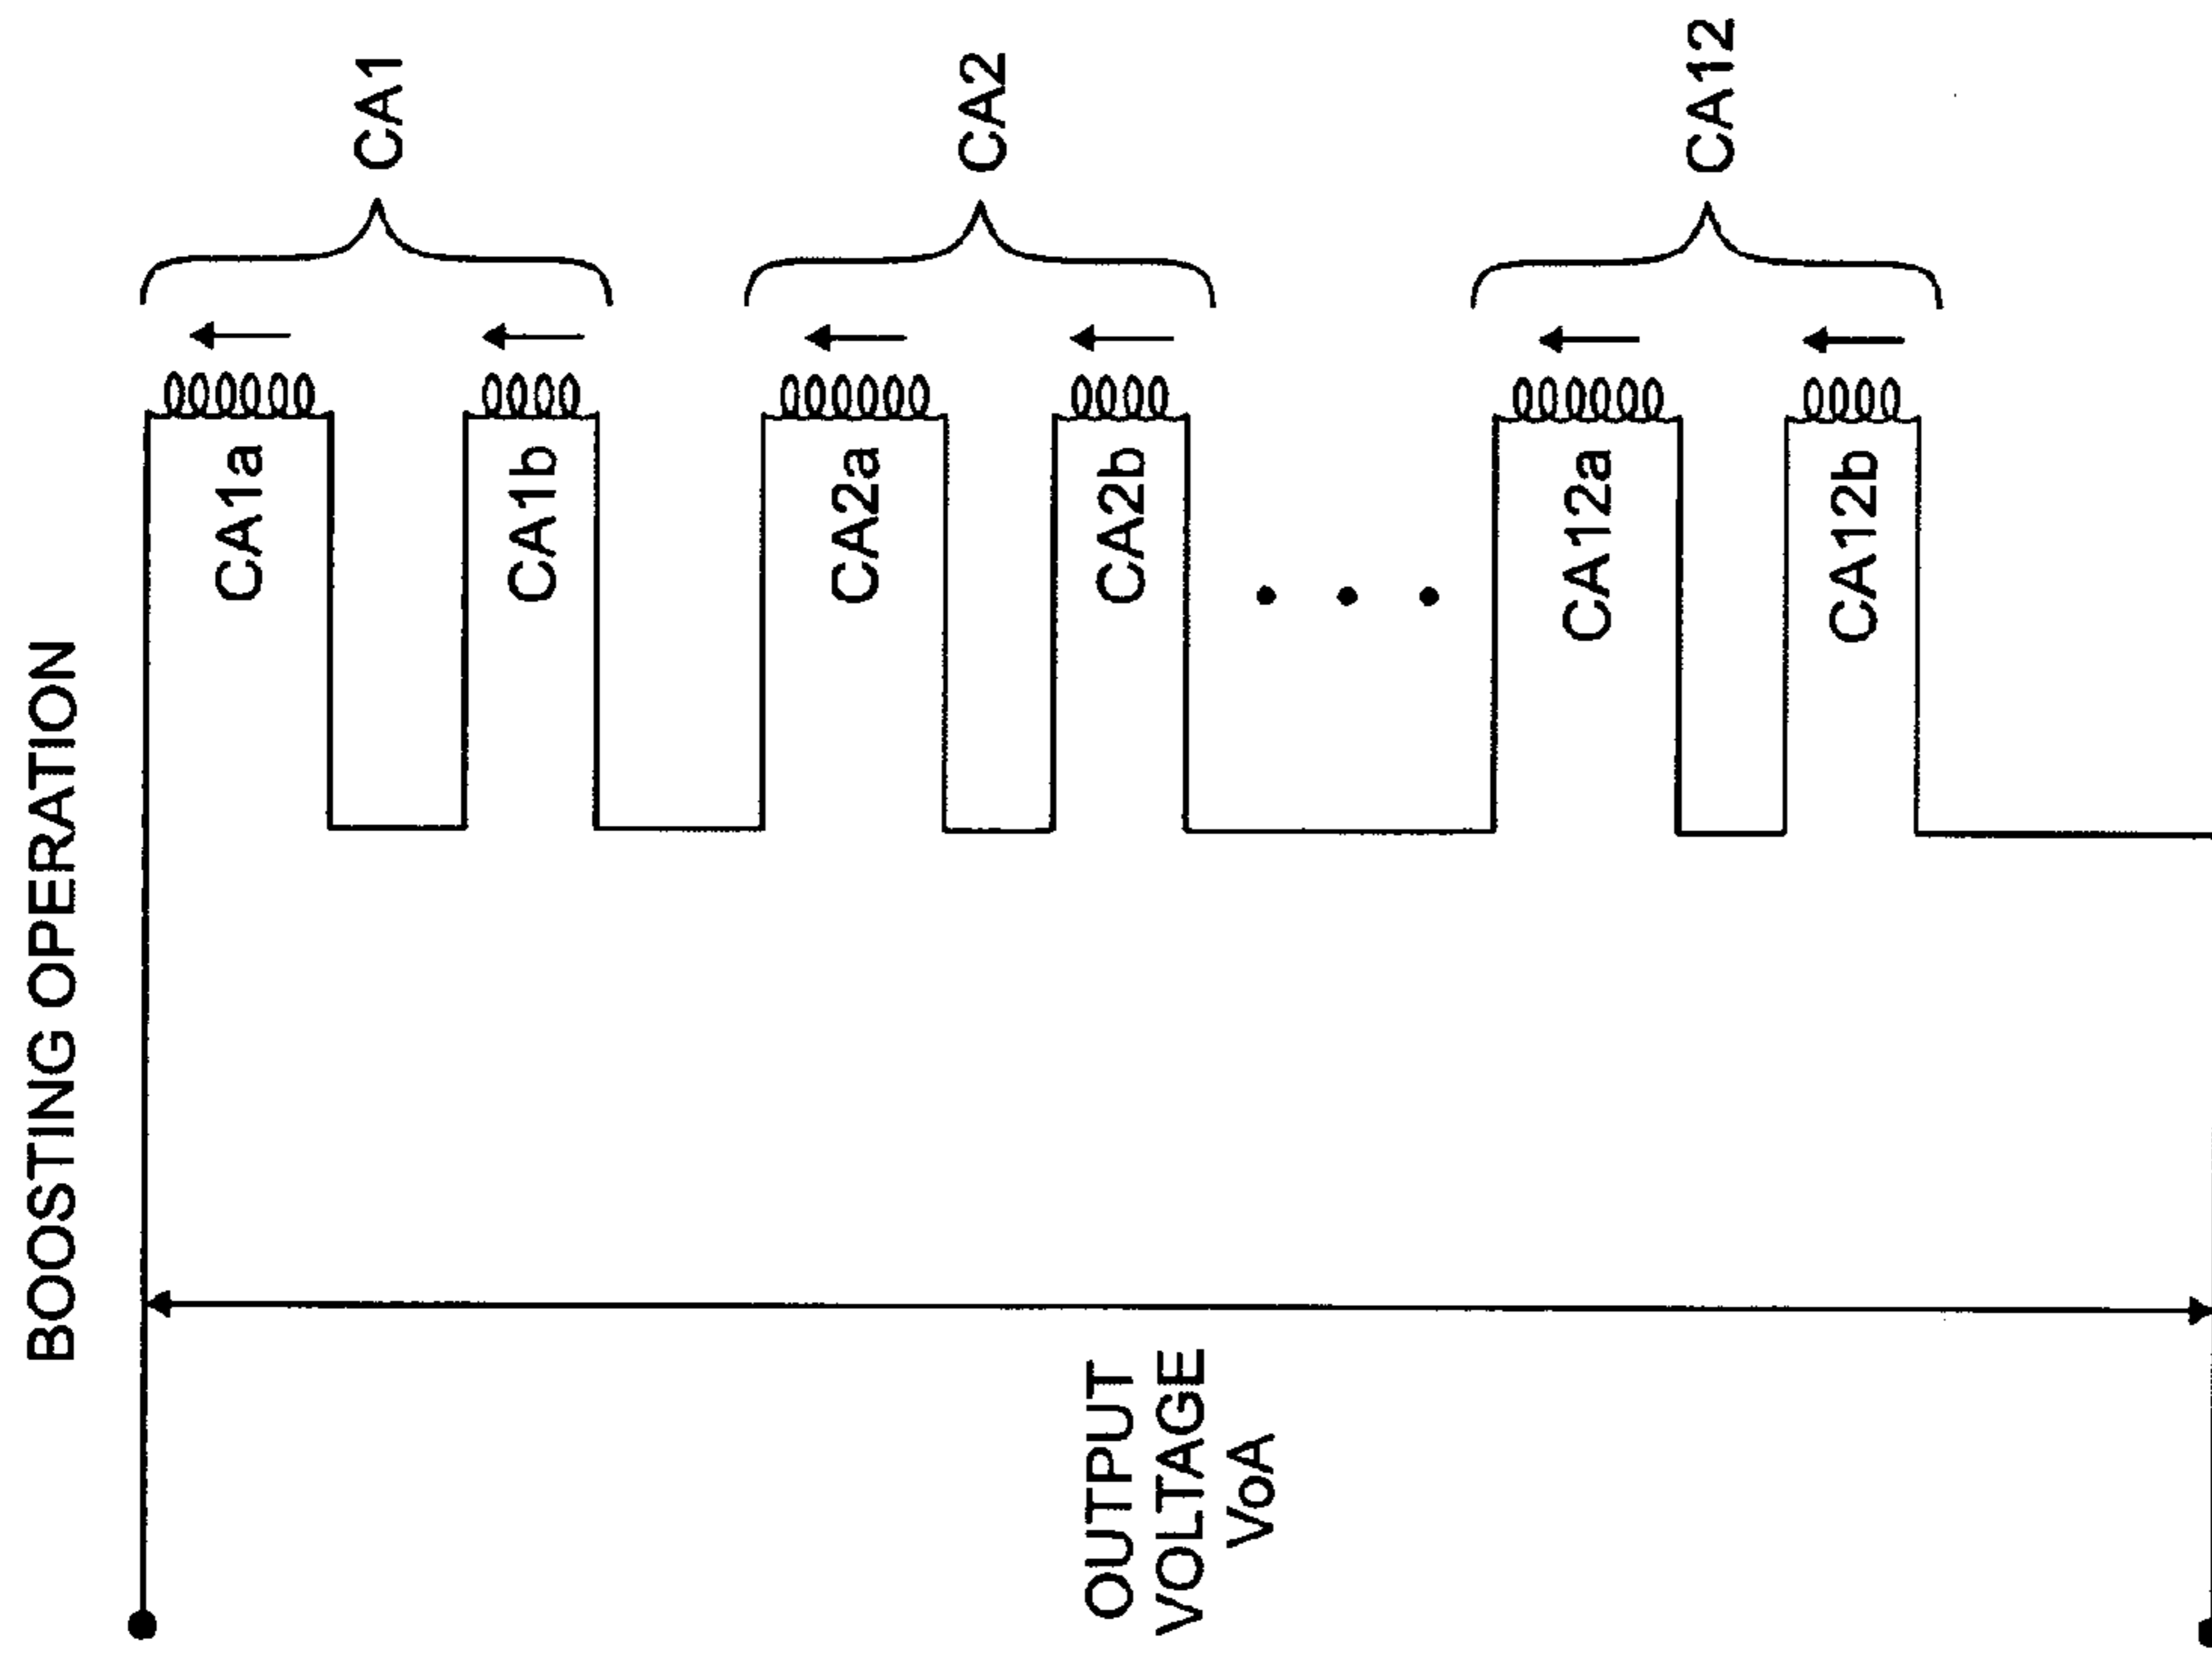 BOOSTING OPERATION
CA1
CA1a
CA1b
CA2
CA2a
CA2b
CA12
CA12a
CA12b
OUTPUT
VOLTAGE
VoA